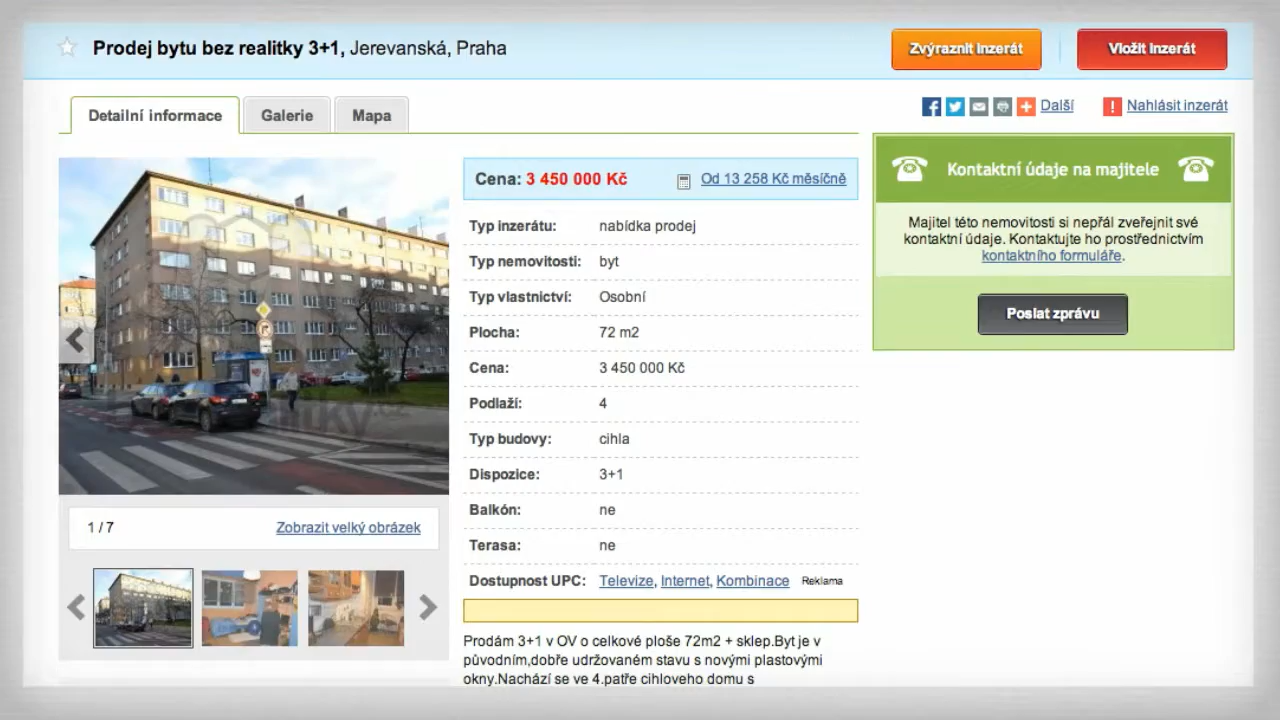 Prodej bytu bez realitky 3+1, Jerevanská, Praha
Zvýraznit inzerát
Vložit inzerát
Detailní informace
Galerie
Mapa
Další
Nahlásit inzerát
Cena: 3 450 000 Kč
Od 13 258 Kč měsíčně
Typ inzerátu: nabídka prodej
Typ nemovitosti: byt
Typ vlastnictví: Osobní
Plocha: 72 m2
Cena: 3 450 000 Kč
Podlaží: 4
Typ budovy: cihla
Dispozice: 3+1
Balkón: ne
Terasa: ne
Dostupnost UPC: Televize, Internet, Kombinace Reklama
Prodám 3+1 v OV o celkové ploše 72m2 + sklep.Byt je v
původním,dobře udržovaném stavu s novými plastovými
okny.Nachází se ve 4.patře cihloveho domu s
1 / 7
Zobrazit velký obrázek
Kontaktní údaje na majitele
Majitel této nemovitosti si nepřál zveřejnit své
kontaktní údaje. Kontaktujte ho prostřednictvím
kontaktního formuláře.
Poslat zprávu